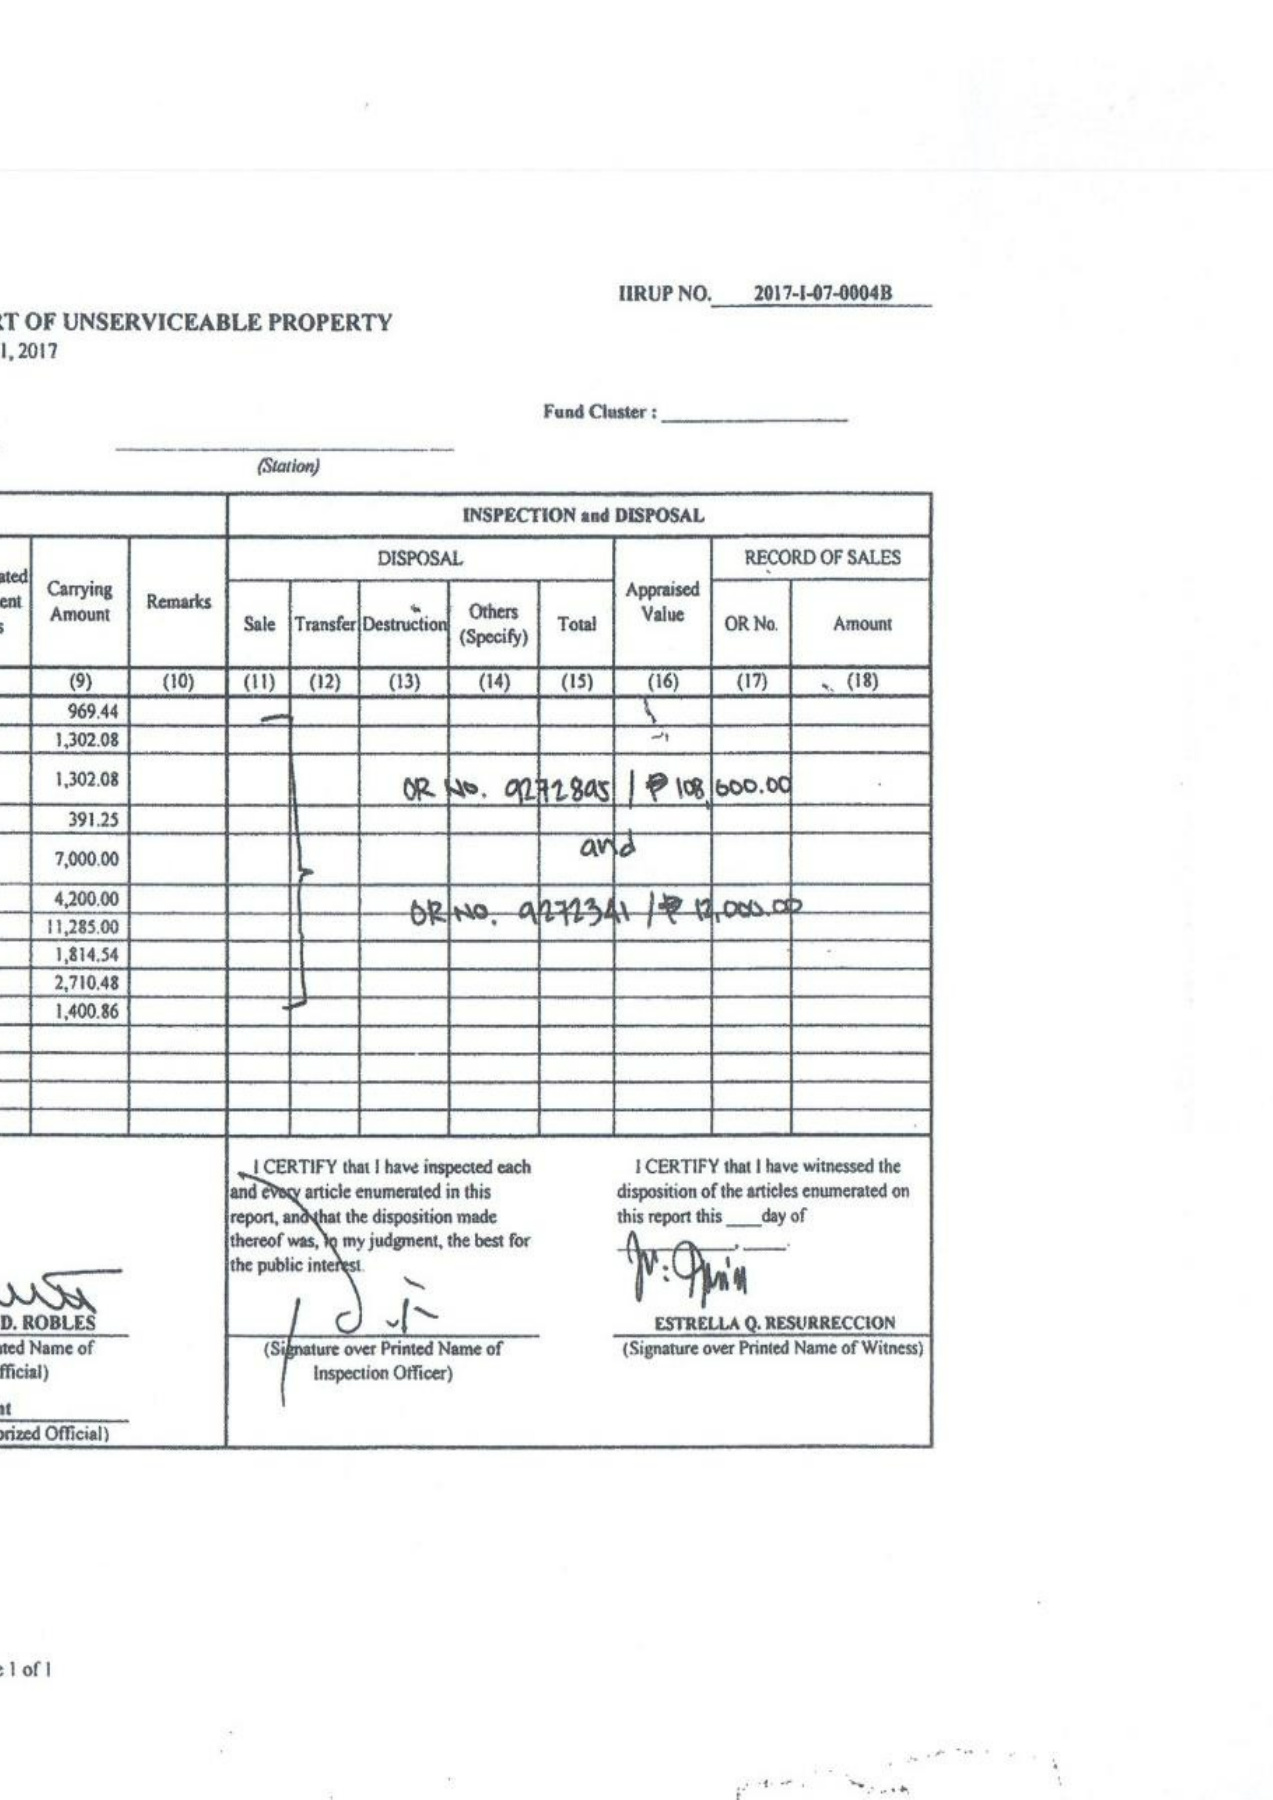 IIRUP NO. 2017-I-07-0004B
RT OF UNSERVICEABLE PROPERTY
1, 2017
Fund Cluster :
(Station)
INSPECTION and DISPOSAL
DISPOSAL
RECORD OF SALES
ated
ent
s
Carrying
Amount
Remarks
Sale
Transfer
Destruction
Others
(Specify)
Total
Appraised
Value
OR No.
Amount
(9) (10) (11) (12) (13) (14) (15) (16) (17) (18)
969.44
1,302.08
1,302.08 OR No. 9272895 / ₱ 108,600.00
391.25
7,000.00 and
4,200.00 OR NO. 9272341 / ₱ 12,000.00
11,285.00
1,814.54
2,710.48
1,400.86
I CERTIFY that I have inspected each
and every article enumerated in this
report, and that the disposition made
thereof was, in my judgment, the best for
the public interest.
I CERTIFY that I have witnessed the
disposition of the articles enumerated on
this report this ____day of
D. ROBLES
ted Name of
fficial)
nt
orized Official)
(Signature over Printed Name of
Inspection Officer)
ESTRELLA Q. RESURRECCION
(Signature over Printed Name of Witness)
e 1 of 1